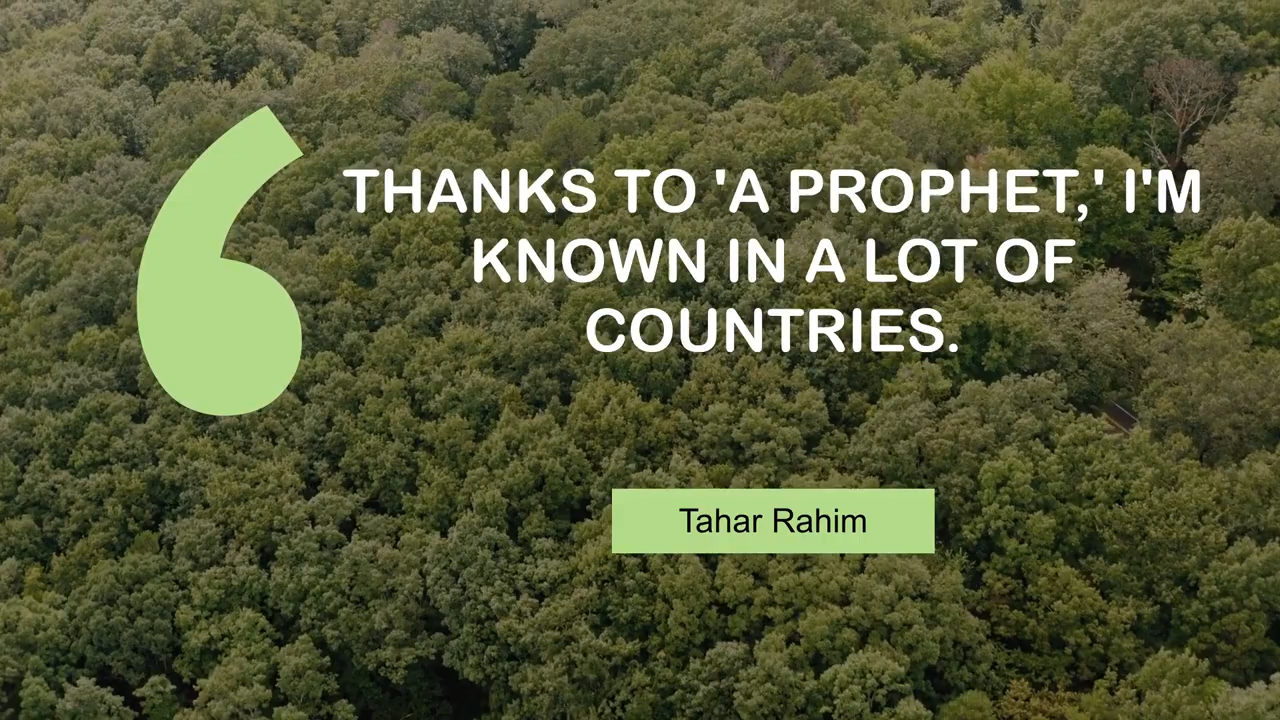 THANKS TO 'A PROPHET,' I'M
KNOWN IN A LOT OF
COUNTRIES.
Tahar Rahim